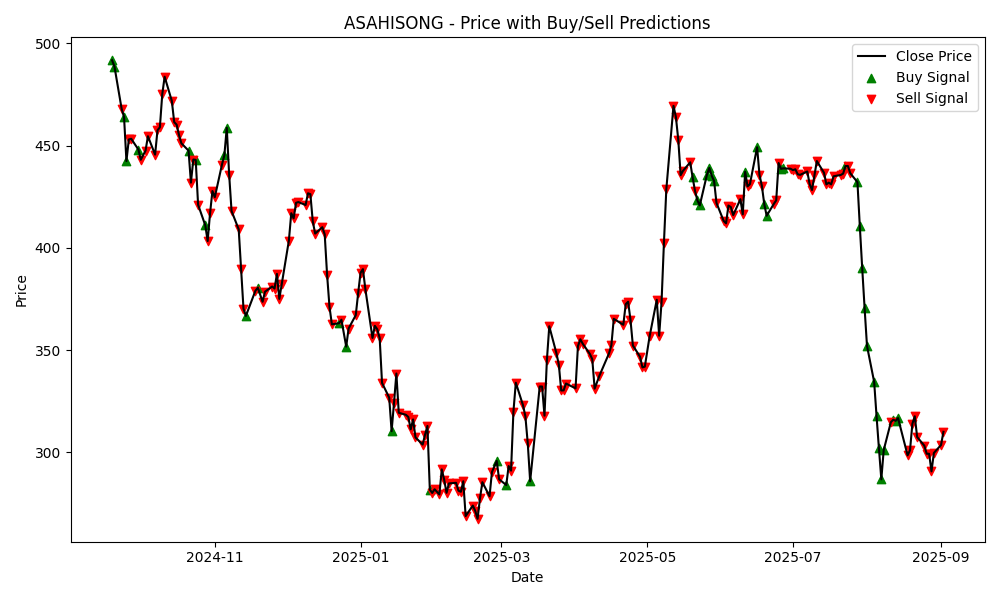 ASAHISONG - Price with Buy/Sell Predictions
Close Price
Buy Signal
Sell Signal
Price
500
450
400
350
300
2024-11
2025-01
2025-03
2025-05
2025-07
2025-09
Date